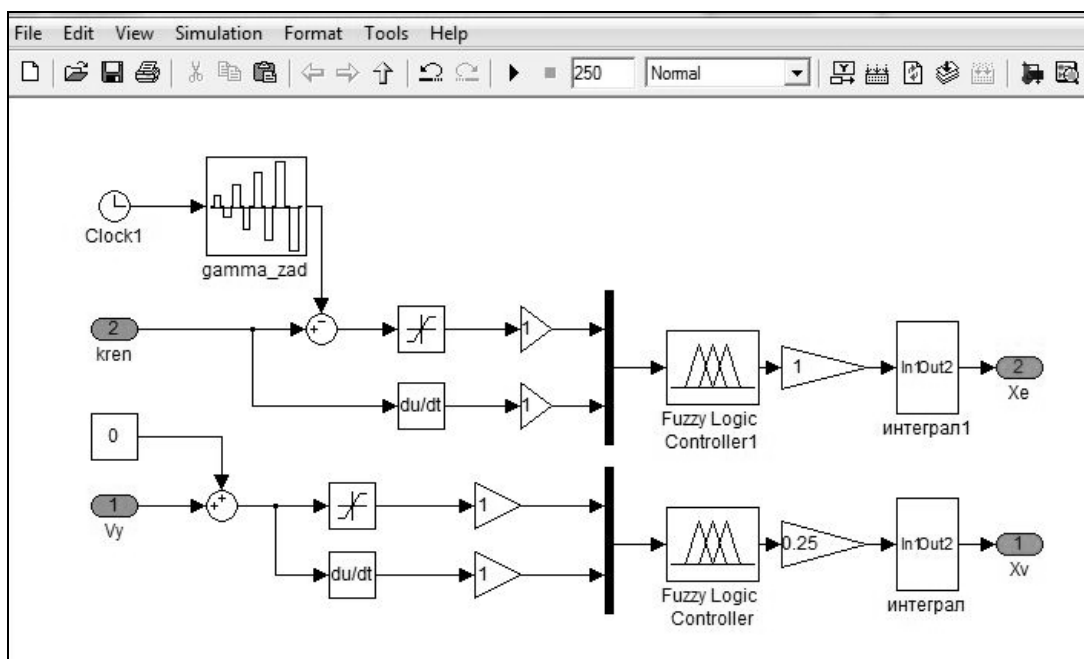 File Edit View Simulation Format Tools Help
250 Normal
Clock1
gamma_zad
2
kren
1
du/dt
1
Fuzzy Logic
Controller1
1
In1Out2
интеграл1
2
Xe
0
1
Vy
1
du/dt
1
Fuzzy Logic
Controller
0.25
In1Out2
интеграл
1
Xv